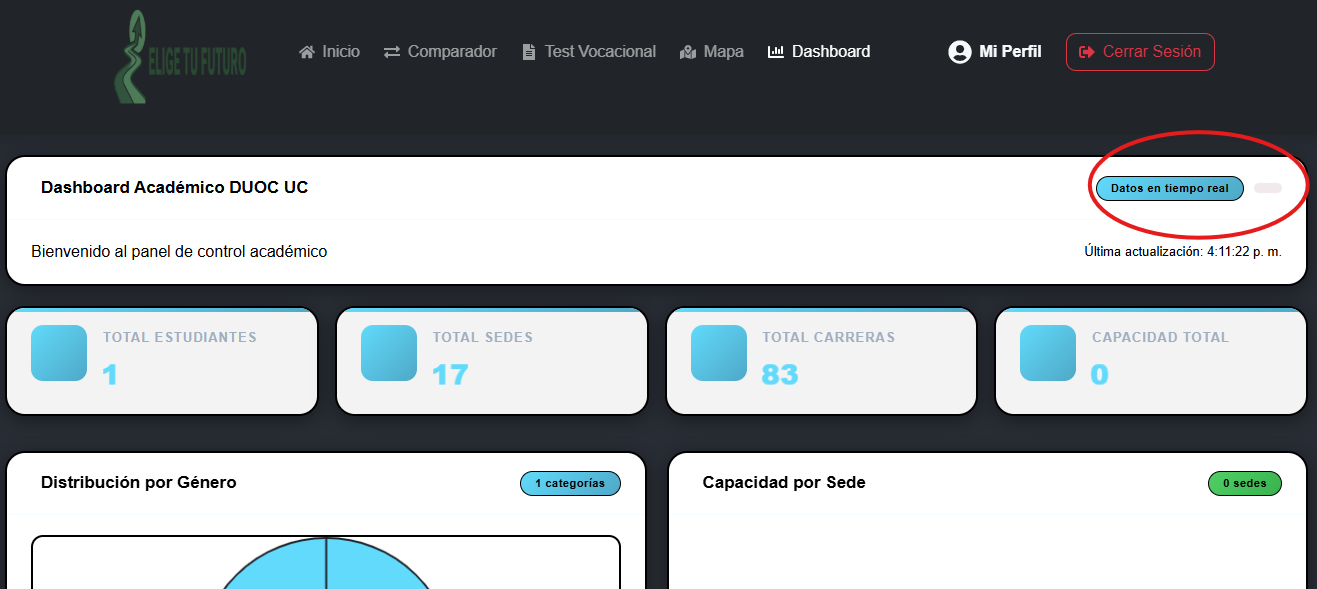 ELIGE TU FUTURO
Inicio
Comparador
Test Vocacional
Mapa
Dashboard
Mi Perfil
Cerrar Sesión
Dashboard Académico DUOC UC
Datos en tiempo real
Bienvenido al panel de control académico
Última actualización: 4:11:22 p. m.
TOTAL ESTUDIANTES
1
TOTAL SEDES
17
TOTAL CARRERAS
83
CAPACIDAD TOTAL
0
Distribución por Género
1 categorías
Capacidad por Sede
0 sedes